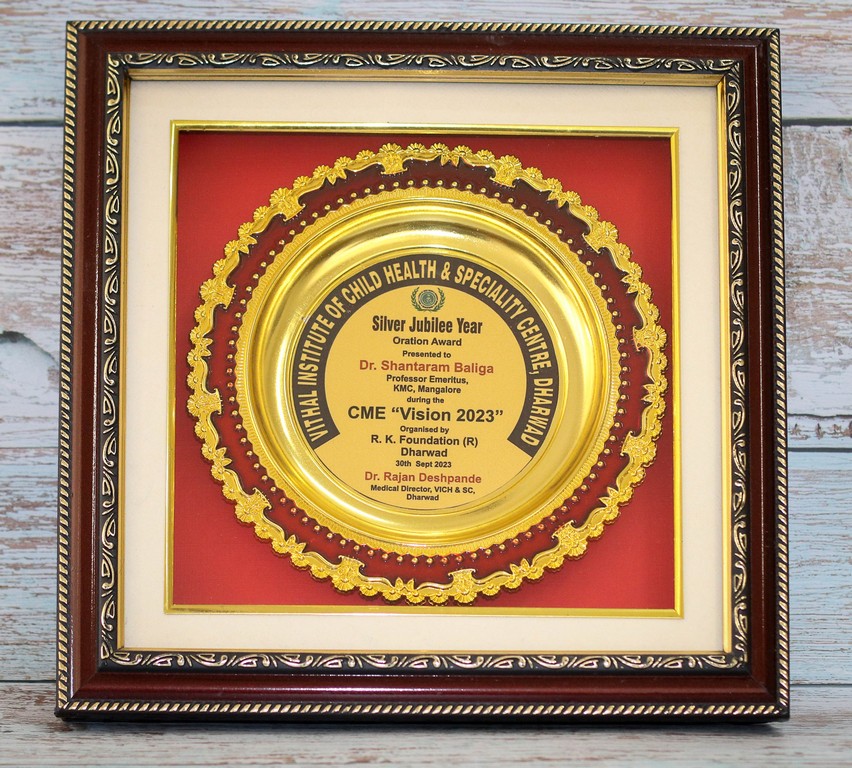 VITHAL INSTITUTE OF CHILD HEALTH & SPECIALITY CENTRE, DHARWAD
Silver Jubilee Year
Oration Award
Presented to
Dr. Shantaram Baliga
Professor Emeritus,
KMC, Mangalore
during the
CME “Vision 2023”
Organised by
R. K. Foundation (R)
Dharwad
30th Sept 2023
Dr. Rajan Deshpande
Medical Director, VICH & SC,
Dharwad